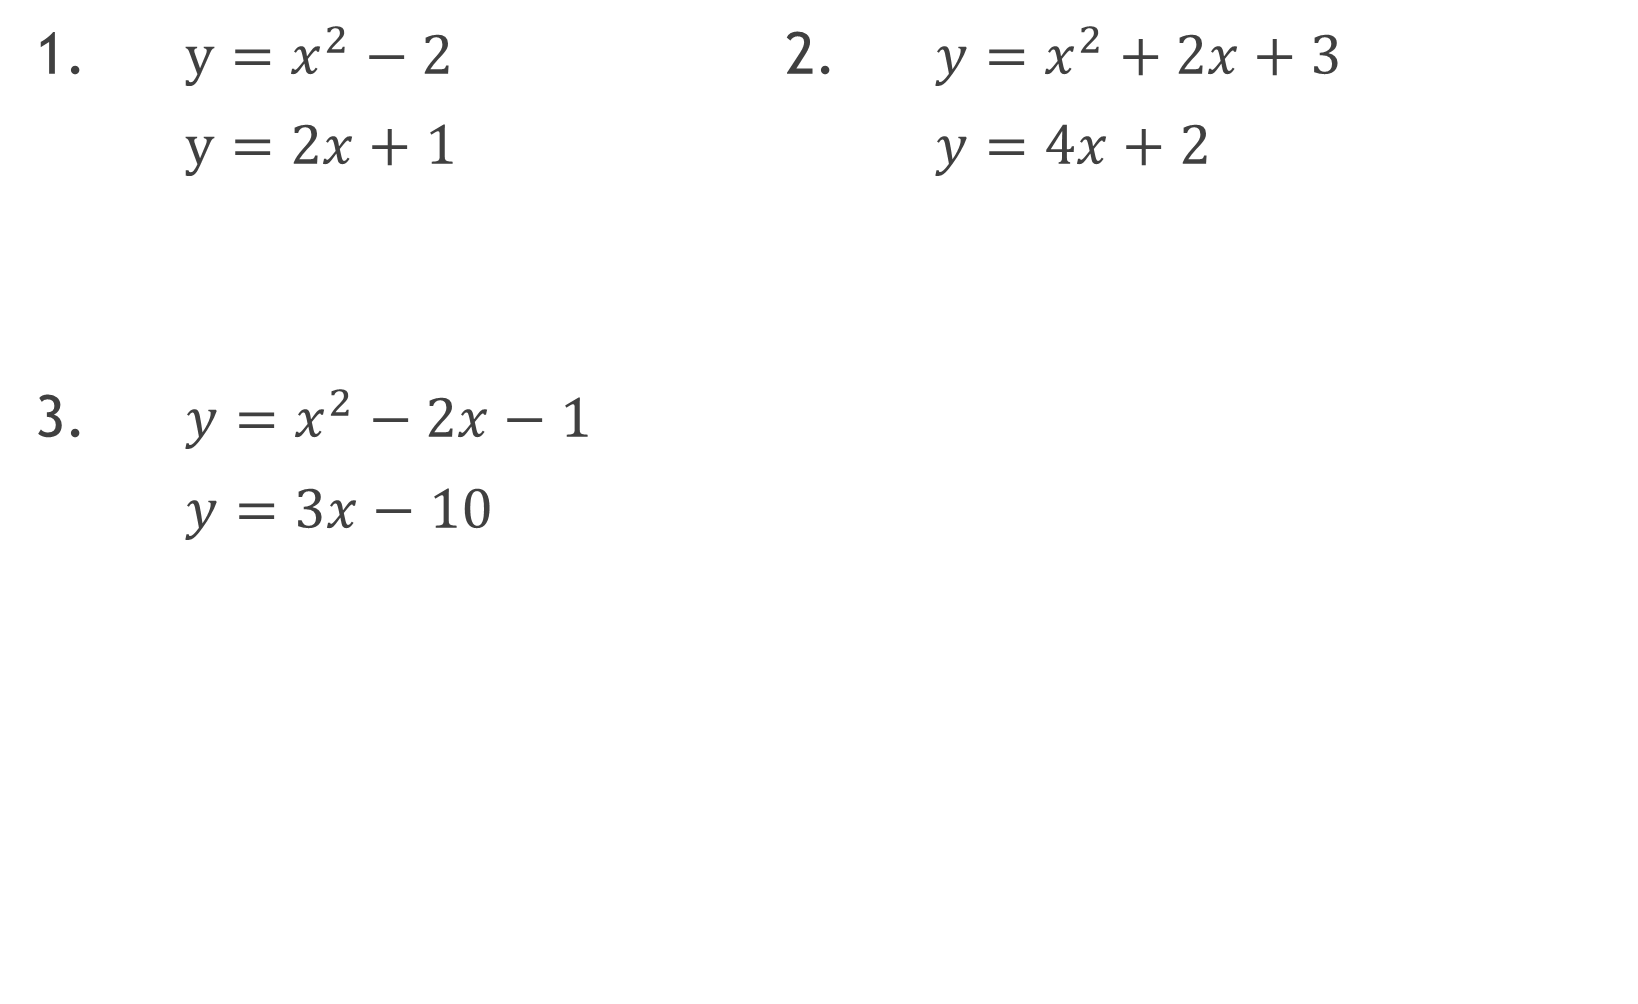 1. y = x² − 2
y = 2x + 1
2. y = x² + 2x + 3
y = 4x + 2
3. y = x² − 2x − 1
y = 3x − 10